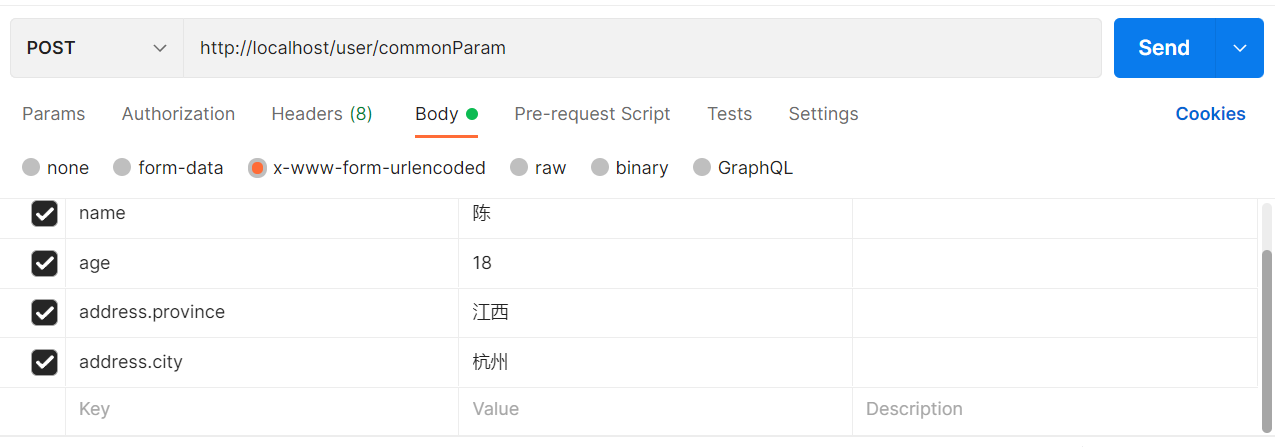 POST http://localhost/user/commonParam Send
Params Authorization Headers (8) Body Pre-request Script Tests Settings Cookies
none form-data x-www-form-urlencoded raw binary GraphQL
name 陈
age 18
address.province 江西
address.city 杭州
Key Value Description